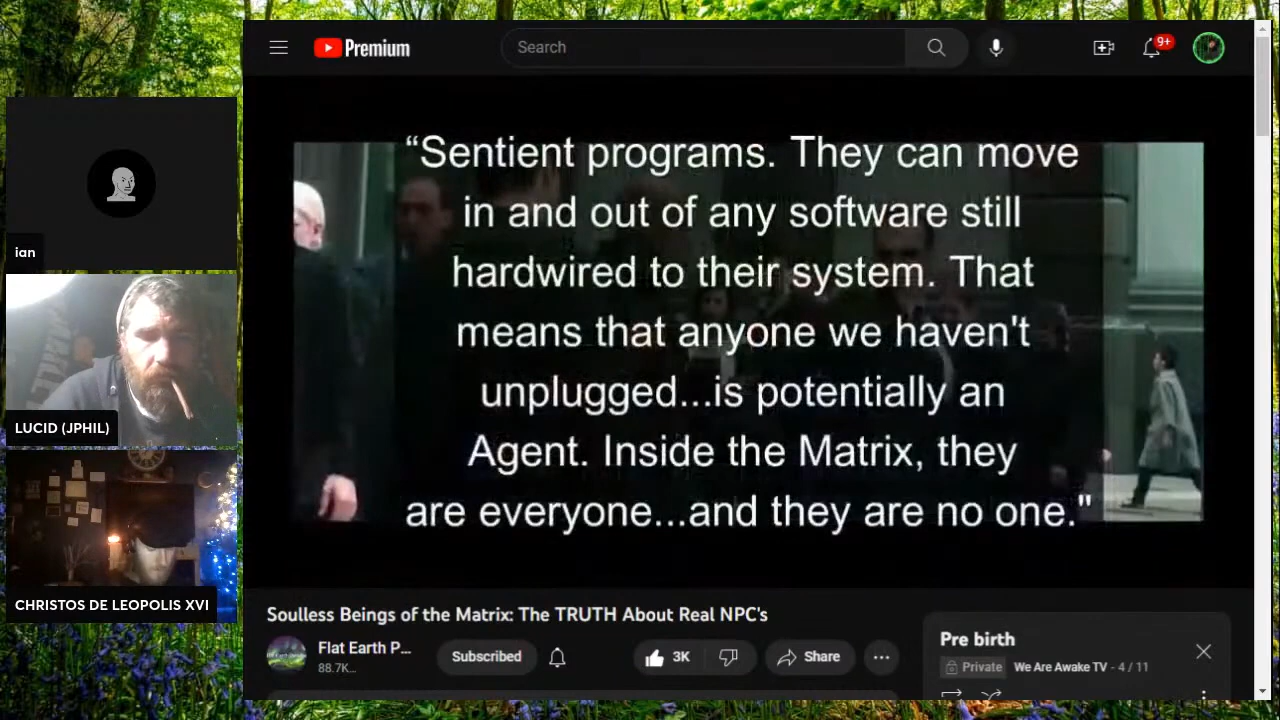 Premium
Search
9+
“Sentient programs. They can move
in and out of any software still
hardwired to their system. That
means that anyone we haven't
unplugged...is potentially an
Agent. Inside the Matrix, they
are everyone...and they are no one."
ian
LUCID (JPHIL)
CHRISTOS DE LEOPOLIS XVI
Soulless Beings of the Matrix: The TRUTH About Real NPC's
Flat Earth P...
88.7K...
Subscribed
3K
Share
Pre birth
Private We Are Awake TV - 4 / 11